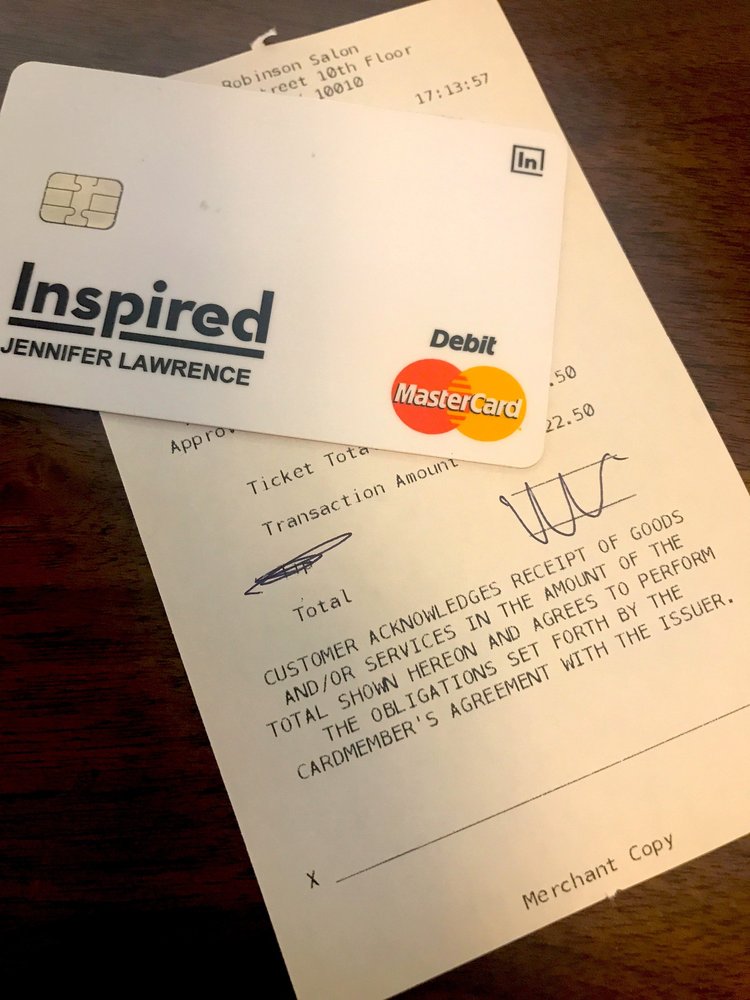 Robinson Salon
treet 10th Floor
10010
17:13:57
In
Inspired
JENNIFER LAWRENCE
Debit
MasterCard
.50
Appro
22.50
Ticket Tota
Transaction Amount
Total
CUSTOMER ACKNOWLEDGES RECEIPT OF GOODS
AND/OR SERVICES IN THE AMOUNT OF THE
TOTAL SHOWN HEREON AND AGREES TO PERFORM
THE OBLIGATIONS SET FORTH BY THE
CARDMEMBER'S AGREEMENT WITH THE ISSUER.
X
Merchant Copy